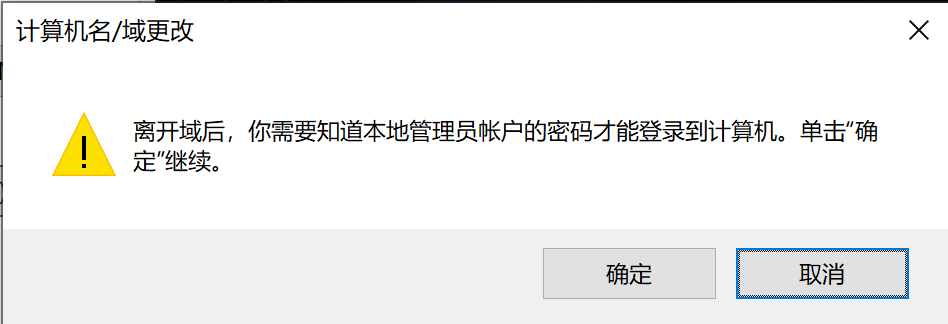 计算机名/域更改
离开域后，你需要知道本地管理员帐户的密码才能登录到计算机。单击“确
定”继续。
确定
取消